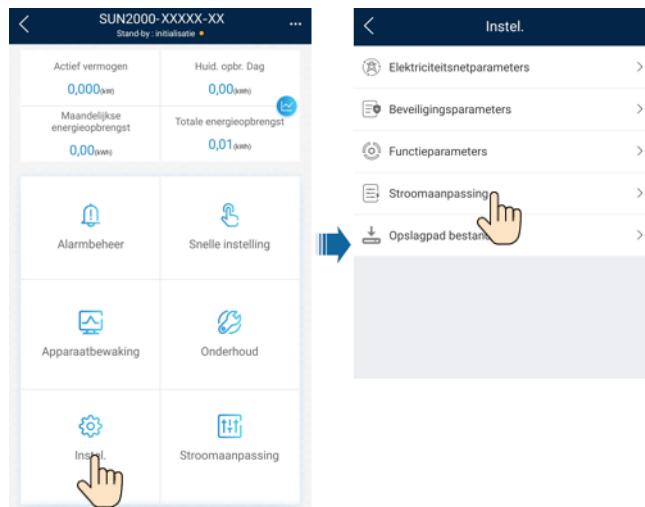 SUN2000-XXXXX-XX
Stand-by : initialisatie
Actief vermogen
Huid. opbr. Dag
0,000(kW)
0,00(kWh)
Maandelijkse
energieopbrengst
Totale energieopbrengst
0,00(kWh)
0,01(kWh)
Alarmbeheer
Snelle instelling
Apparaatbewaking
Onderhoud
Instel.
Stroomaanpassing
Instel.
Elektriciteitsnetparameters
Beveiligingsparameters
Functieparameters
Stroomaanpassing
Opslagpad bestand